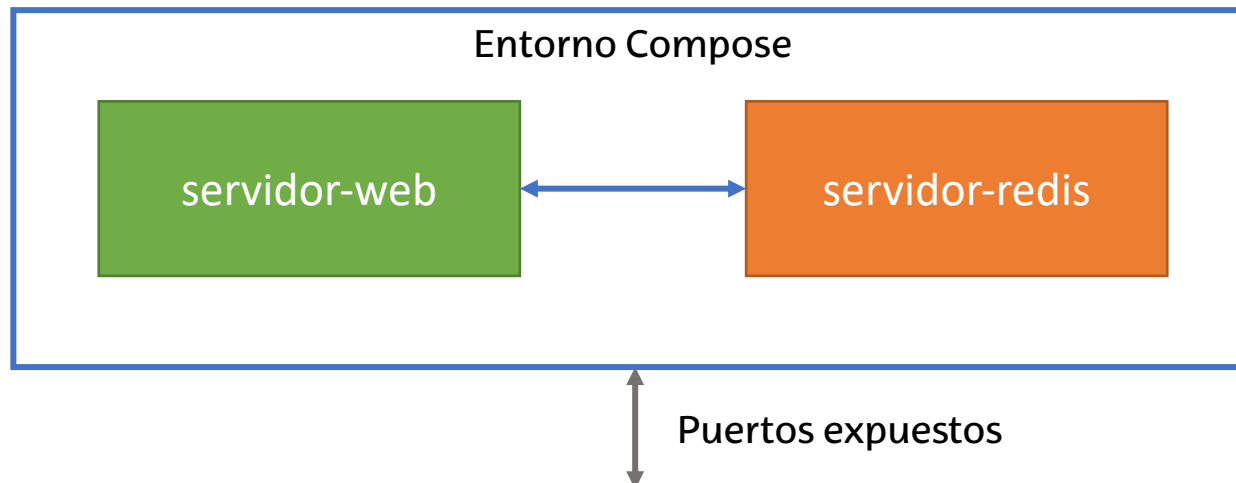 Entorno Compose
servidor-web
servidor-redis
Puertos expuestos